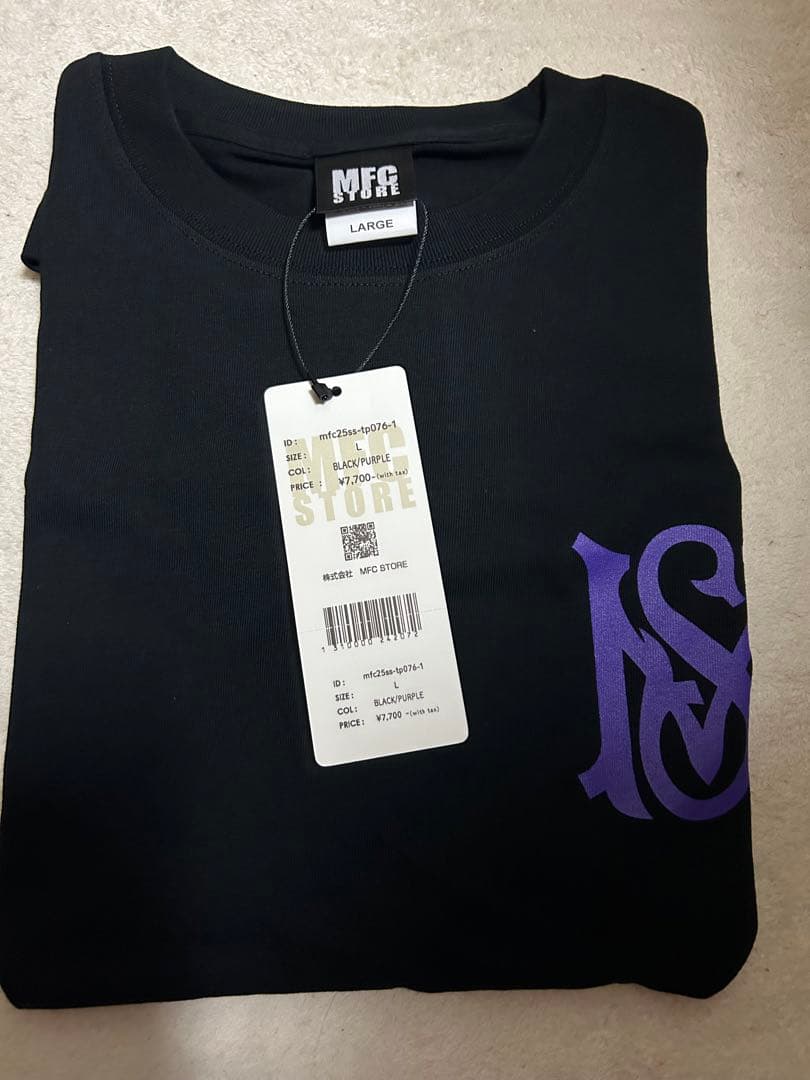 MFC
STORE
LARGE
ID: mfc25ss-tp076-1
SIZE: L
COL: BLACK/PURPLE
PRICE: ¥7,700-(with tax)
MFC
STORE
株式会社 MFC STORE
1310000242072
ID: mfc25ss-tp076-1
SIZE: L
COL: BLACK/PURPLE
PRICE: ¥7,700-(with tax)